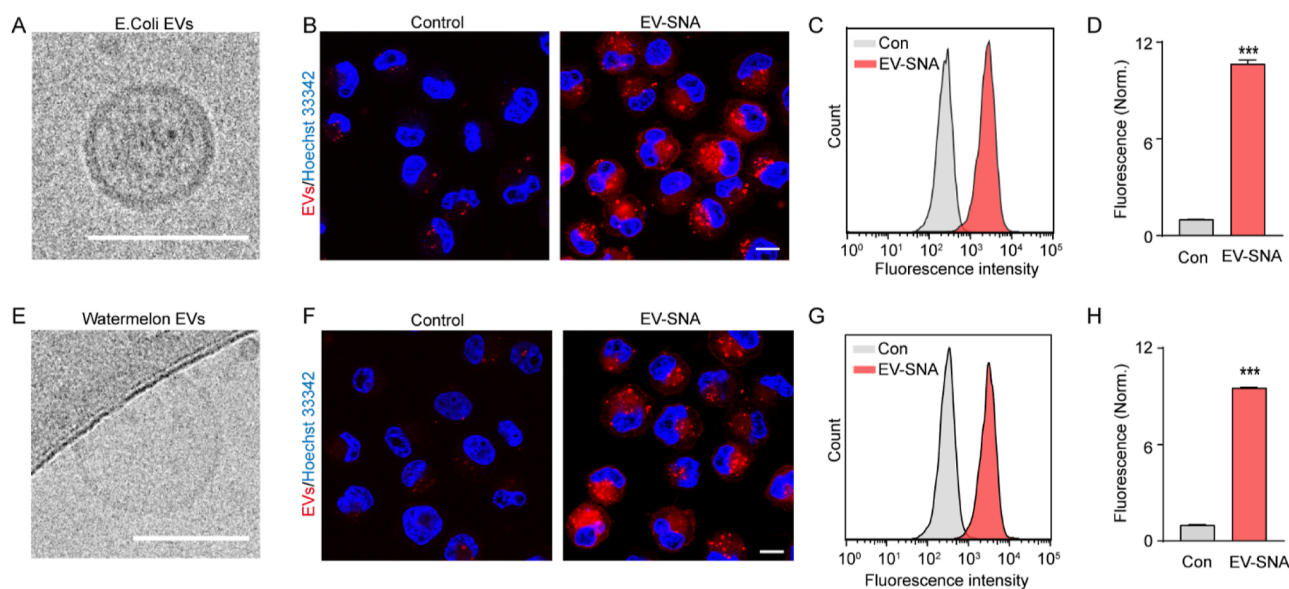 A
E.Coli EVs
B
Control
EV-SNA
EVs/Hoechst 33342
C
Con
EV-SNA
Count
10⁰ 10¹ 10² 10³ 10⁴ 10⁵
Fluorescence intensity
D
12
***
6
0
Fluorescence (Norm.)
Con EV-SNA
E
Watermelon EVs
F
Control
EV-SNA
EVs/Hoechst 33342
G
Con
EV-SNA
Count
10⁰ 10¹ 10² 10³ 10⁴ 10⁵
Fluorescence intensity
H
12
***
6
0
Fluorescence (Norm.)
Con EV-SNA